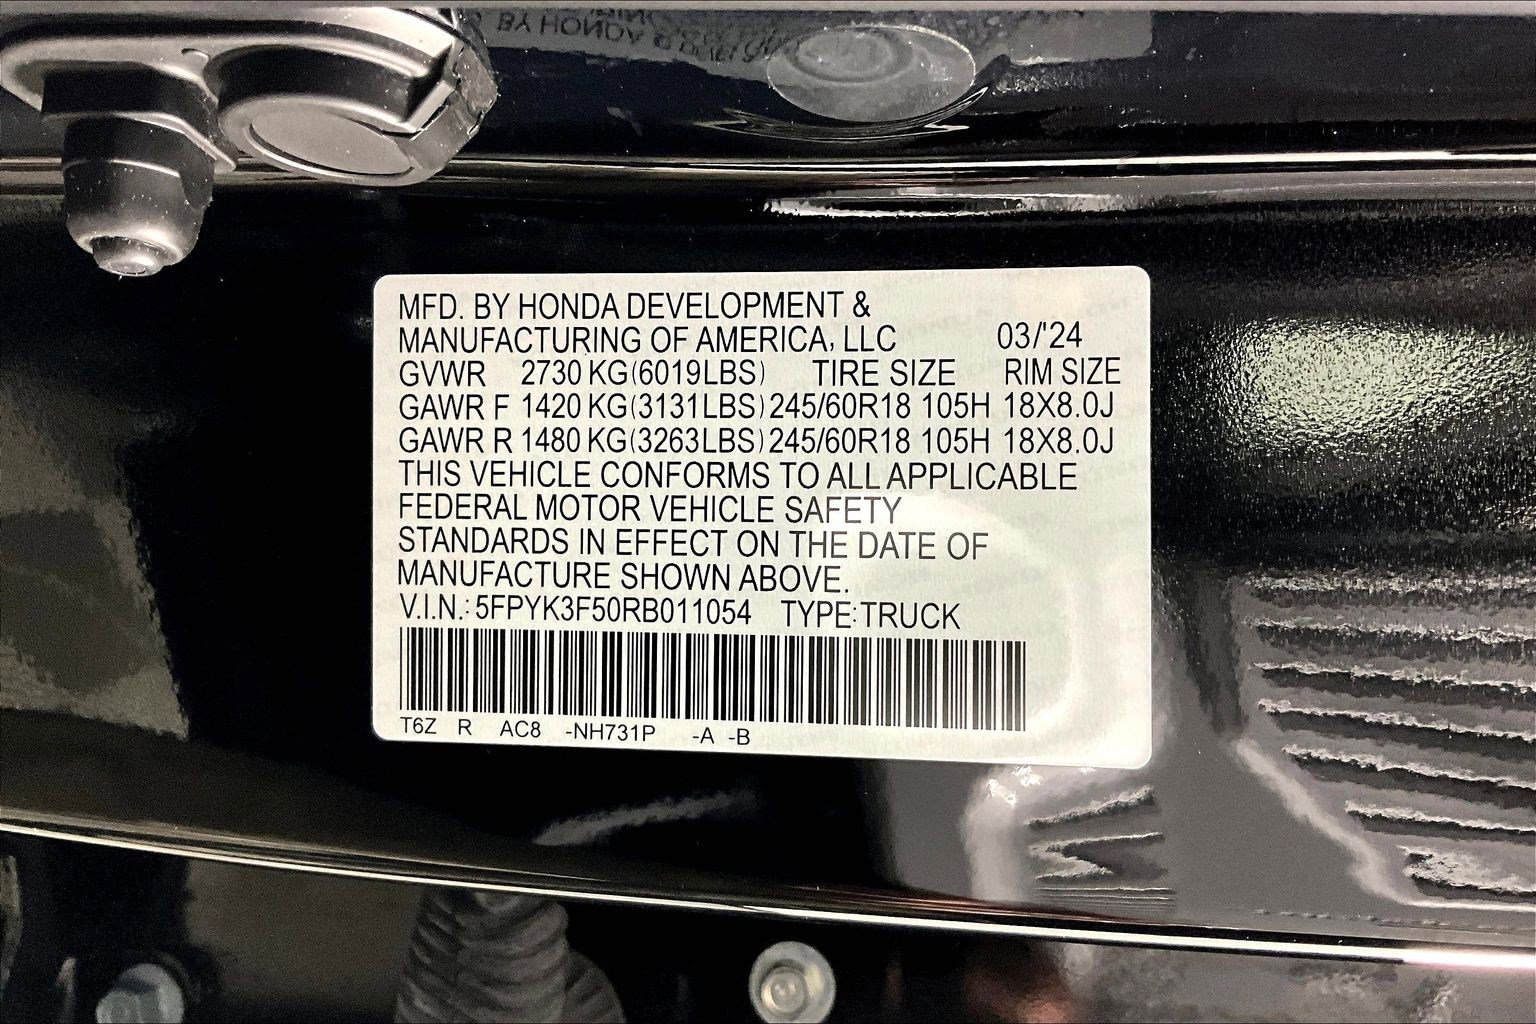 MFD. BY HONDA DEVELOPMENT &
MANUFACTURING OF AMERICA, LLC 03/'24
GVWR 2730 KG(6019LBS) TIRE SIZE RIM SIZE
GAWR F 1420 KG(3131LBS) 245/60R18 105H 18X8.0J
GAWR R 1480 KG(3263LBS) 245/60R18 105H 18X8.0J
THIS VEHICLE CONFORMS TO ALL APPLICABLE
FEDERAL MOTOR VEHICLE SAFETY
STANDARDS IN EFFECT ON THE DATE OF
MANUFACTURE SHOWN ABOVE.
V.I.N.: 5FPYK3F50RB011054 TYPE:TRUCK
T6Z R AC8 -NH731P -A -B